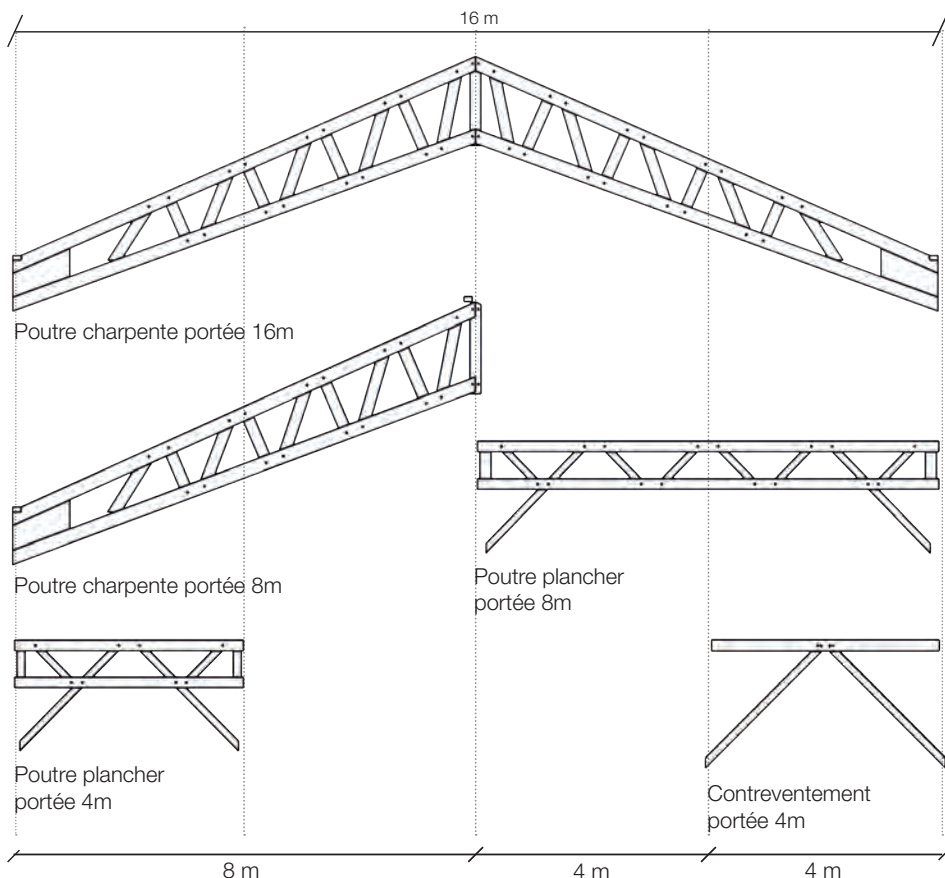 16 m
Poutre charpente portée 16m
Poutre charpente portée 8m
Poutre plancher
portée 8m
Poutre plancher
portée 4m
Contreventement
portée 4m
8 m
4 m
4 m